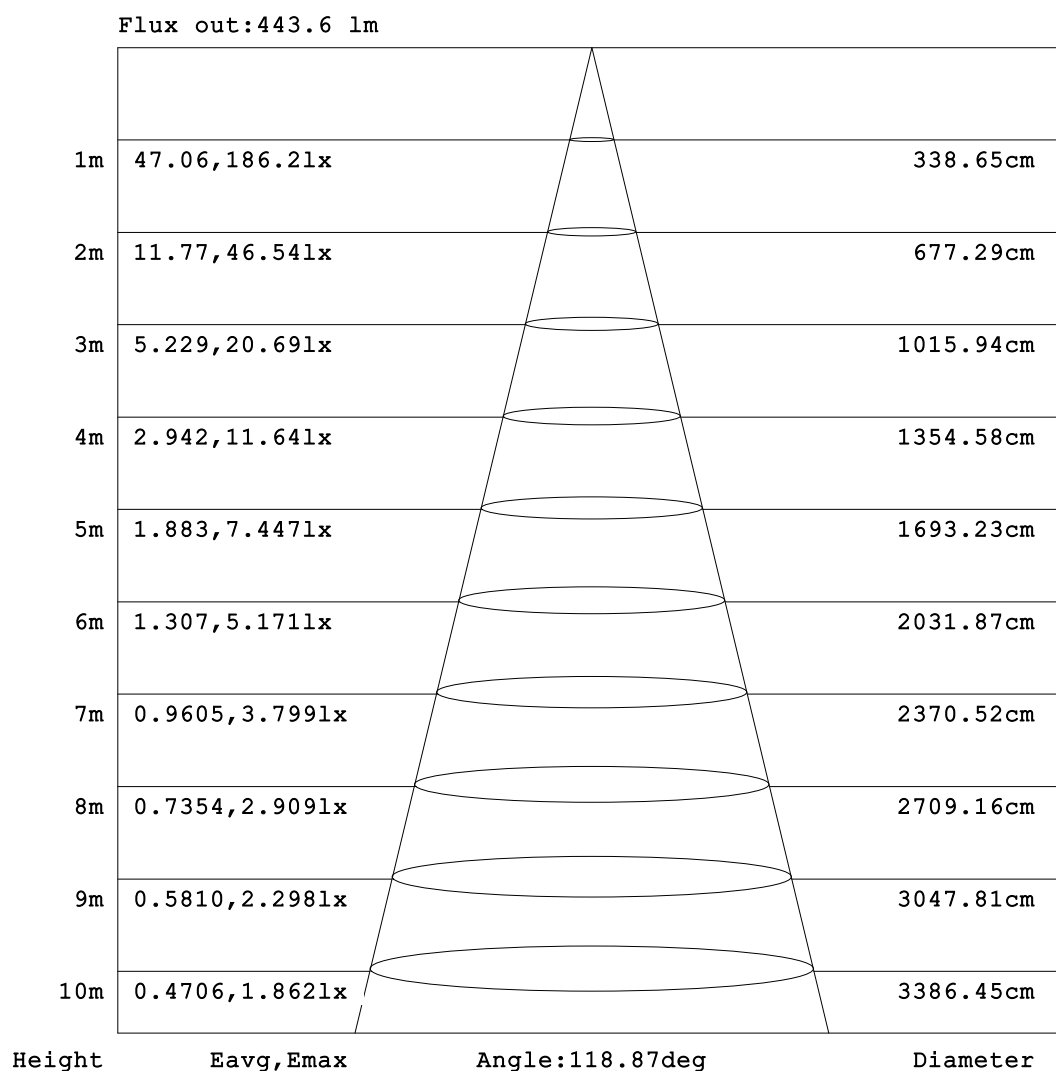 Flux out:443.6 lm
1m 47.06,186.2lx 338.65cm
2m 11.77,46.54lx 677.29cm
3m 5.229,20.69lx 1015.94cm
4m 2.942,11.64lx 1354.58cm
5m 1.883,7.447lx 1693.23cm
6m 1.307,5.171lx 2031.87cm
7m 0.9605,3.799lx 2370.52cm
8m 0.7354,2.909lx 2709.16cm
9m 0.5810,2.298lx 3047.81cm
10m 0.4706,1.862lx 3386.45cm
Height Eavg,Emax Angle:118.87deg Diameter